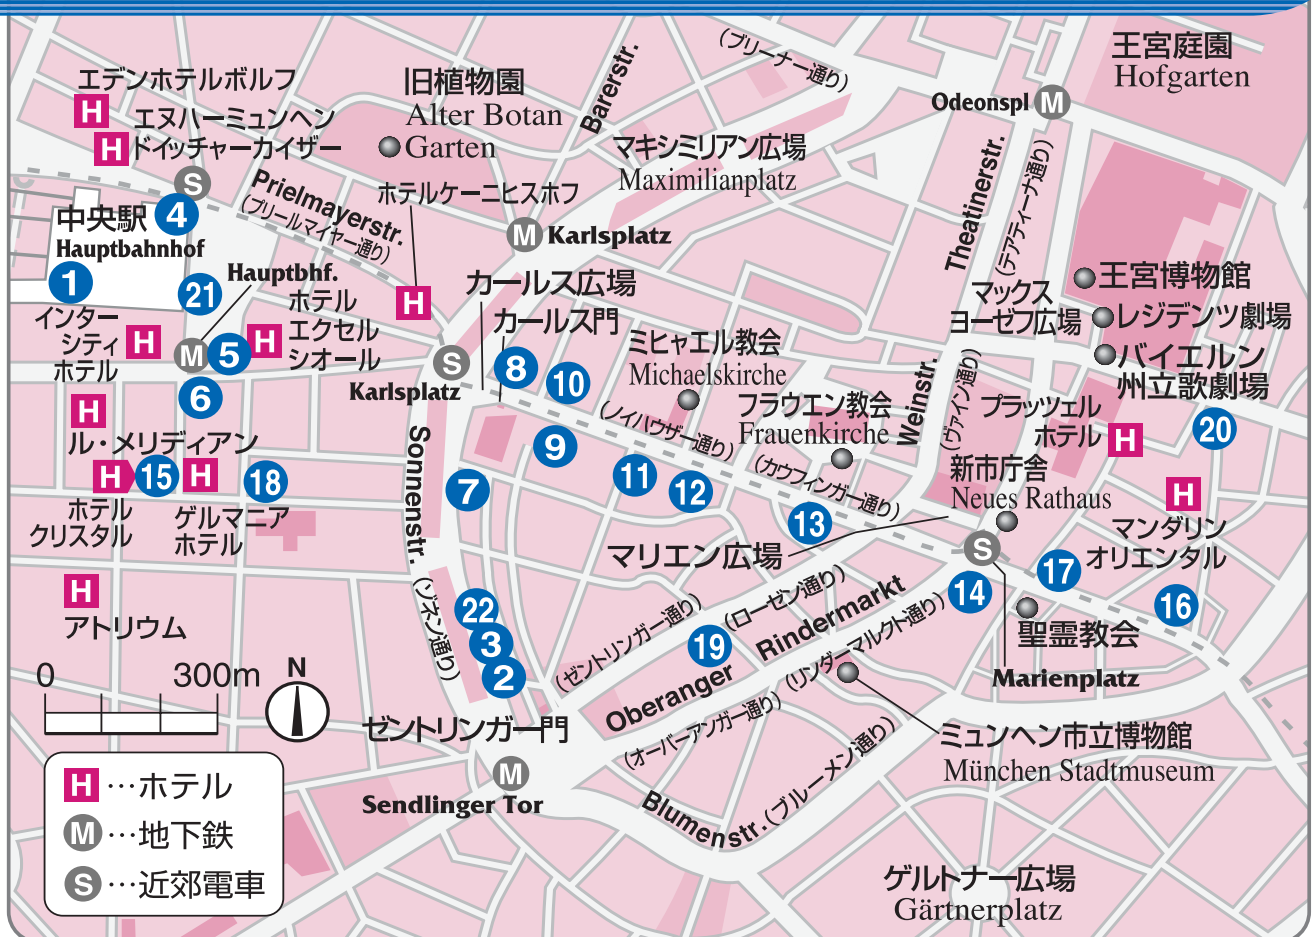 (ブリーナー通り)
王宮庭園
Hofgarten
エデンホテルボルフ
H
旧植物園
Alter Botan
Garten
Barerstr.
Odeonspl
M
エヌハーミュンヘン
H
ドイッチャーカイザー
マキシミリアン広場
Maximilianplatz
Theatinerstr.
(テアティーナ通り)
S
Prielmayerstr.
(プリールマイヤー通り)
ホテルケーニヒスホフ
中央駅
4
Hauptbahnhof
M
Karlsplatz
1
21
Hauptbhf.
カールス広場
王宮博物館
マックス
ヨーゼフ広場
レジデンツ劇場
H
ホテル
エクセル
シオール
インター
シティ
ホテル
H
M
5
H
カールス門
ミヒャエル教会
Michaelskirche
バイエルン
州立歌劇場
S
Karlsplatz
8
10
6
フラウエン教会
Frauenkirche
Weinstr.
(ヴァイン通り)
プラッツェル
ホテル
H
20
H
ル・メリディアン
(ノイハウザー通り)
9
H
15
H
18
Sonnenstr.
7
11
12
(カウフィンガー通り)
新市庁舎
Neues Rathaus
H
ホテル
クリスタル
ゲルマニア
ホテル
13
マンダリン
オリエンタル
マリエン広場
S
17
H
アトリウム
(ゾネン通り)
22
3
2
(ゼントリンガー通り)
(ローゼン通り)
14
16
19
Rindermarkt
(リンダーマルクト通り)
聖霊教会
Marienplatz
Oberanger
(オーバーアンガー通り)
0
300m
N
ゼントリンガー門
M
Sendlinger Tor
ミュンヘン市立博物館
München Stadtmuseum
Blumenstr.
(ブルーメン通り)
H…ホテル
M…地下鉄
S…近郊電車
ゲルトナー広場
Gärtnerplatz